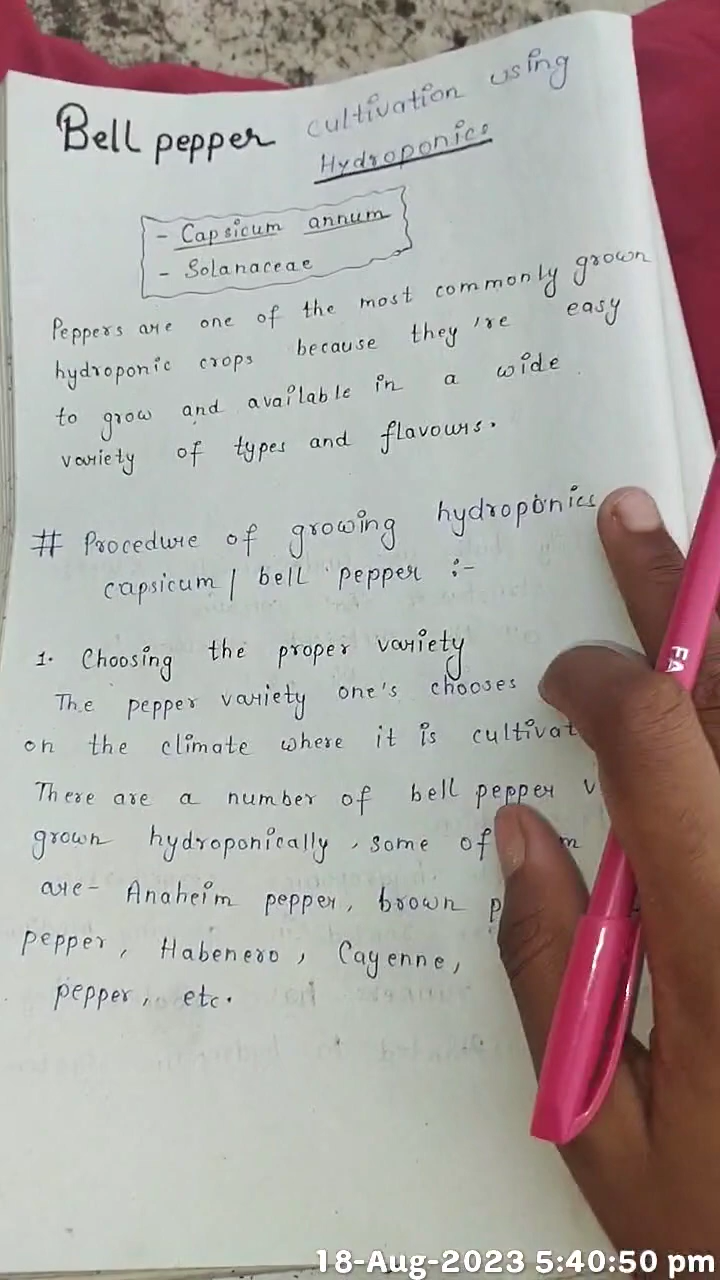 Bell pepper cultivation using
Hydroponics
- Capsicum annum
- Solanaceae
Peppers are one of the most commonly grown
hydroponic crops because they're easy
to grow and available in a wide
variety of types and flavours.
# Procedure of growing hydroponics
capsicum / bell pepper :-
1. Choosing the proper variety
The pepper variety one's chooses
on the climate where it is cultivat
There are a number of bell pepper v
grown hydroponically, some of m
are- Anaheim pepper, brown p
pepper, Habenero, Cayenne,
pepper, etc.
FA
18-Aug-2023 5:40:50 pm